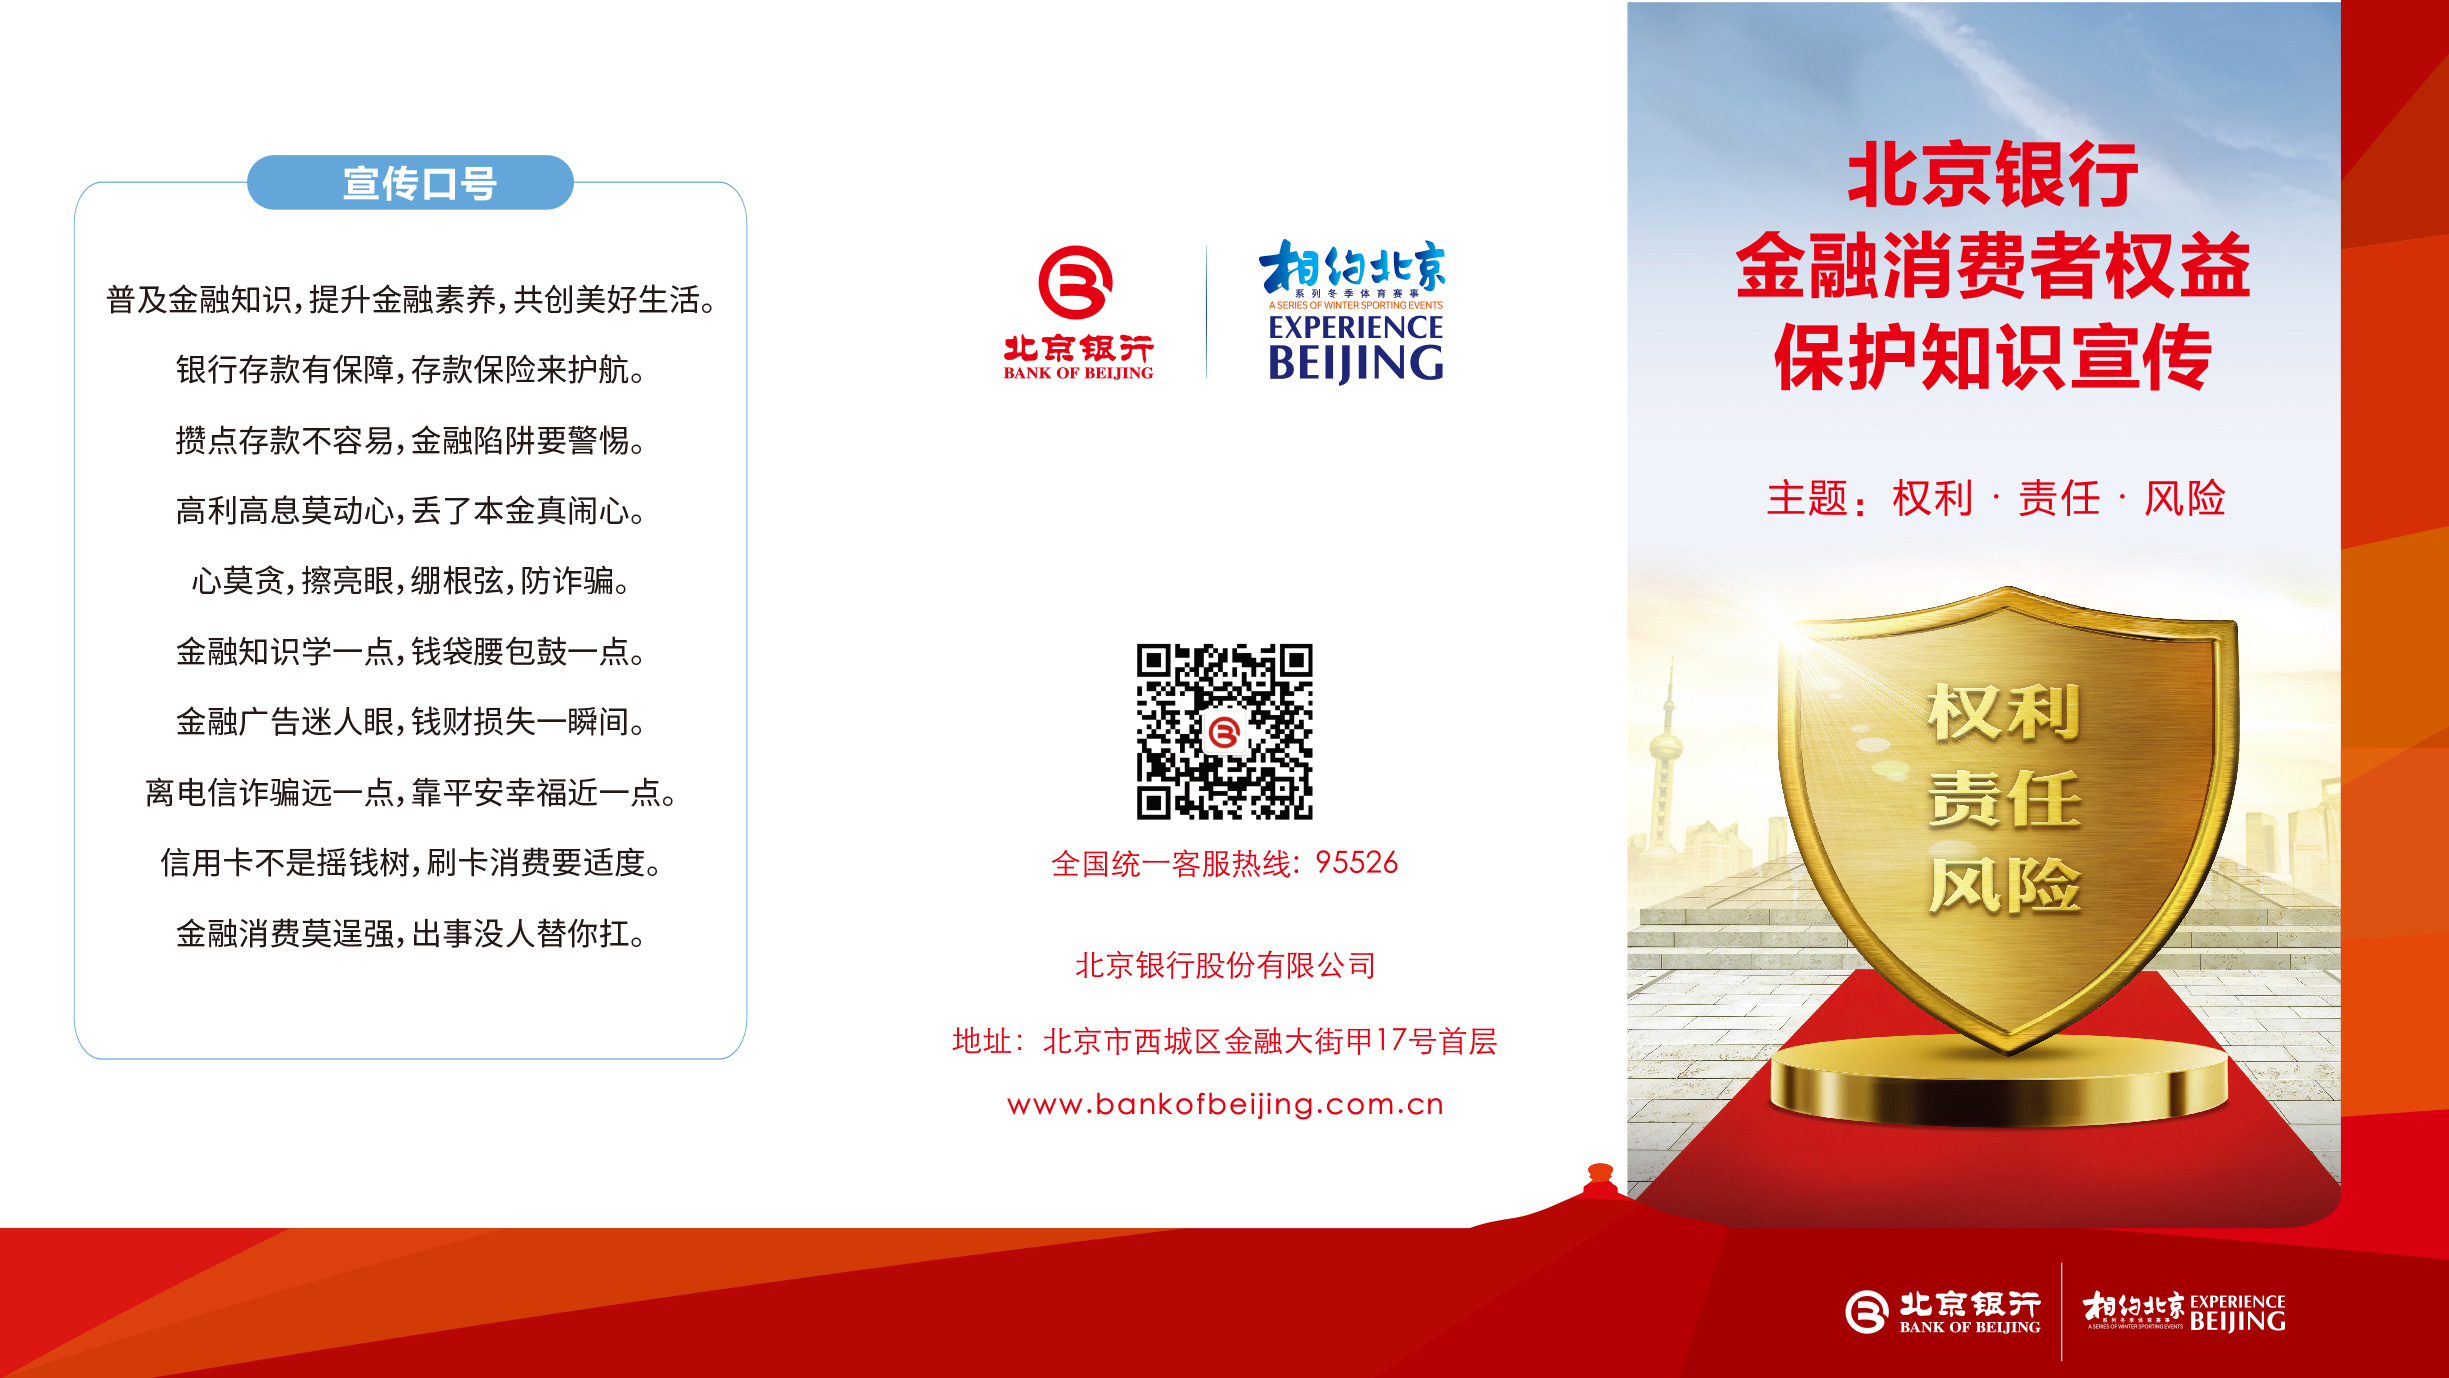 宣传口号
普及金融知识，提升金融素养，共创美好生活。
银行存款有保障，存款保险来护航。
攒点存款不容易，金融陷阱要警惕。
高利高息莫动心，丢了本金真闹心。
心莫贪，擦亮眼，绷根弦，防诈骗。
金融知识学一点，钱袋腰包鼓一点。
金融广告迷人眼，钱财损失一瞬间。
离电信诈骗远一点，靠平安幸福近一点。
信用卡不是摇钱树，刷卡消费要适度。
金融消费莫逞强，出事没人替你扛。
北京银行
BANK OF BEIJING
相约北京
系列冬季体育赛事
A SERIES OF WINTER SPORTING EVENTS
EXPERIENCE
BEIJING
全国统一客服热线：95526
北京银行股份有限公司
地址：北京市西城区金融大街甲17号首层
www.bankofbeijing.com.cn
北京银行
金融消费者权益
保护知识宣传
主题：权利·责任·风险
权利
责任
风险
北京银行
BANK OF BEIJING
相约北京
系列冬季体育赛事
A SERIES OF WINTER SPORTING EVENTS
EXPERIENCE
BEIJING